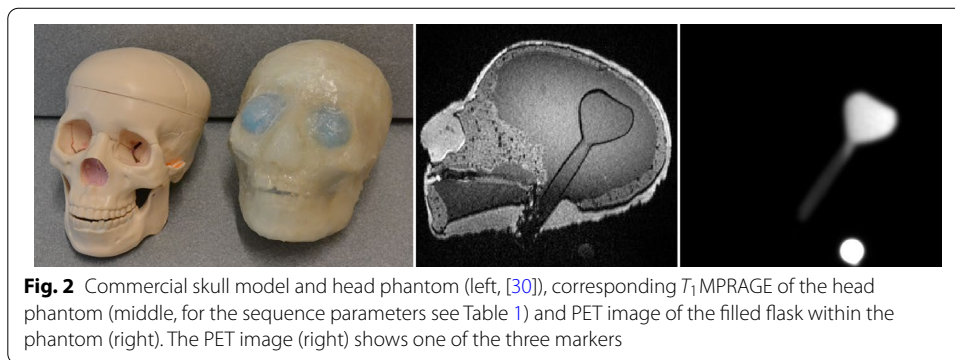 Fig. 2 Commercial skull model and head phantom (left, [30]), corresponding T1 MPRAGE of the head
phantom (middle, for the sequence parameters see Table 1) and PET image of the filled flask within the
phantom (right). The PET image (right) shows one of the three markers